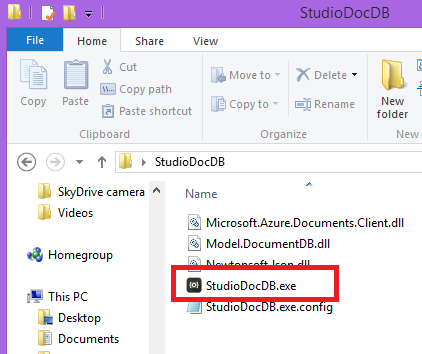 StudioDocDB
File Home Share View
Copy Paste Cut
Copy path
Paste shortcut
Move to Copy to Delete Rename New folder
Clipboard Organize
StudioDocDB
SkyDrive camera
Videos
Homegroup
This PC
Desktop
Documents
Name
Microsoft.Azure.Documents.Client.dll
Model.DocumentDB.dll
Newtonsoft.Json.dll
StudioDocDB.exe
StudioDocDB.exe.config